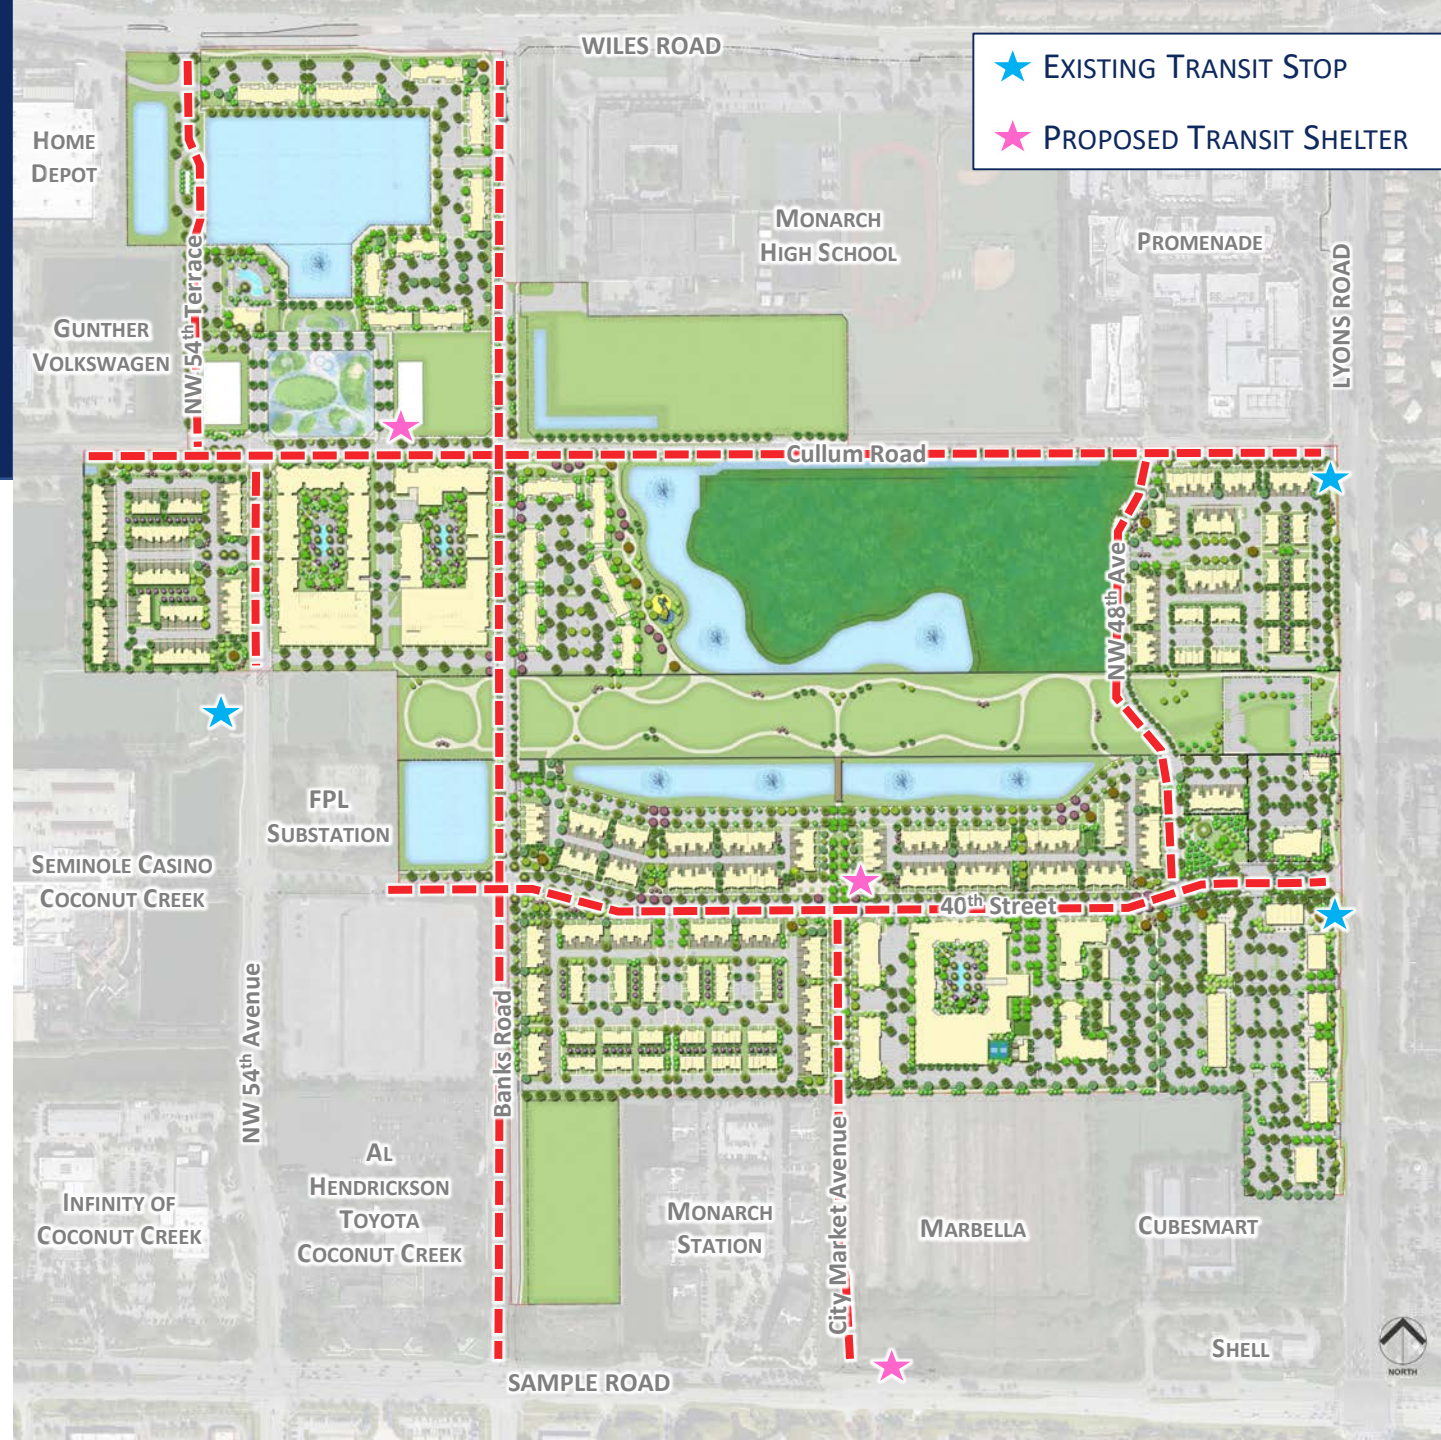 WILES ROAD
EXISTING TRANSIT STOP
PROPOSED TRANSIT SHELTER
HOME
DEPOT
MONARCH
HIGH SCHOOL
PROMENADE
LYONS ROAD
NW 54th Terrace
GUNTHER
VOLKSWAGEN
Cullum Road
NW 48th Ave
FPL
SUBSTATION
SEMINOLE CASINO
COCONUT CREEK
40th Street
NW 54th Avenue
Banks Road
City Market Avenue
AL
HENDRICKSON
TOYOTA
COCONUT CREEK
INFINITY OF
COCONUT CREEK
MONARCH
STATION
MARBELLA
CUBESMART
SHELL
NORTH
SAMPLE ROAD